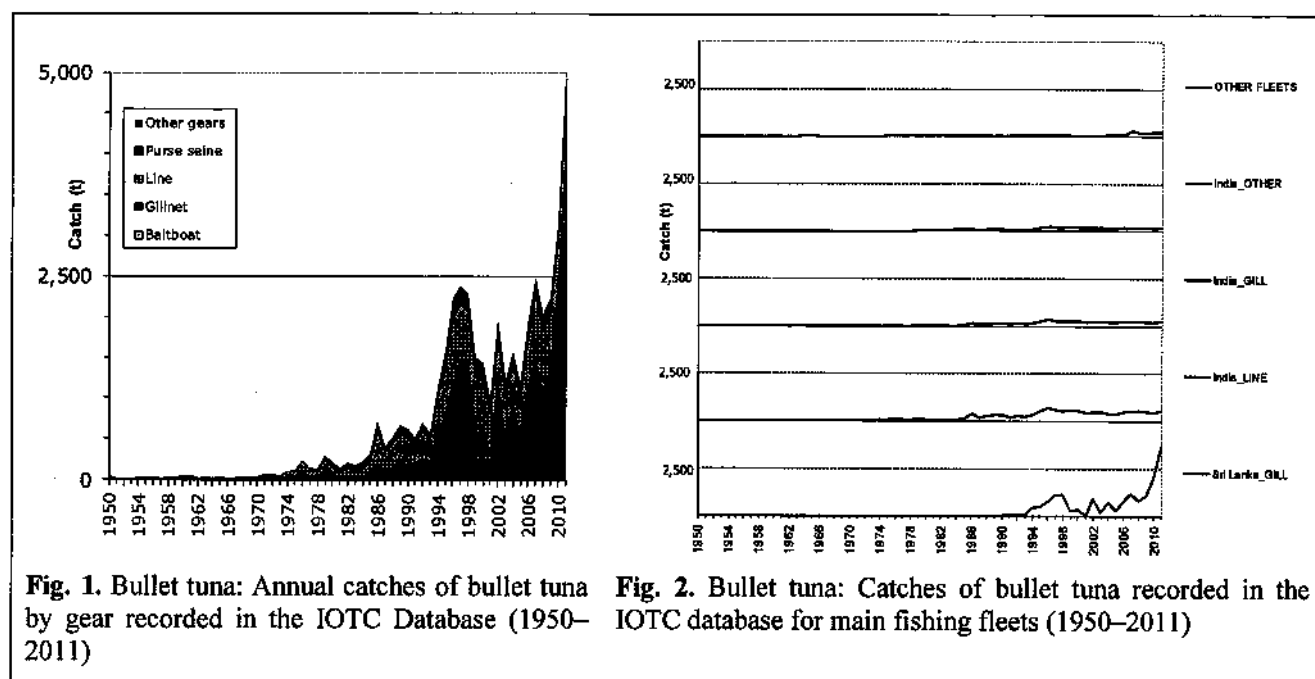 5,000
2,500
0
Catch (t)
Other gears
Purse seine
Line
Gillnet
Baitboat
1950
1954
1958
1962
1966
1970
1974
1978
1982
1986
1990
1994
1998
2002
2006
2010
Fig. 1. Bullet tuna: Annual catches of bullet tuna
by gear recorded in the IOTC Database (1950–
2011)
2,500
2,500
2,500
2,500
2,500
Catch (t)
OTHER FLEETS
India_OTHER
India_GILL
India_LINE
Sri Lanka_GILL
1950
1954
1958
1962
1966
1970
1974
1978
1982
1986
1990
1994
1998
2002
2006
2010
Fig. 2. Bullet tuna: Catches of bullet tuna recorded in the
IOTC database for main fishing fleets (1950–2011)